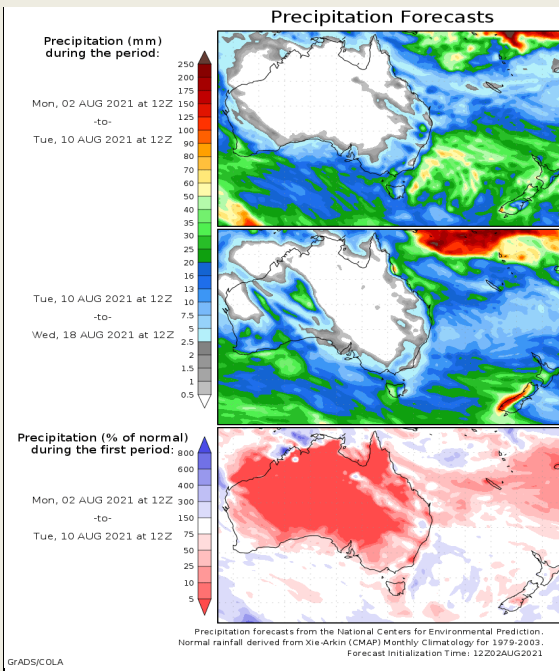 Precipitation Forecasts
Precipitation (mm)
during the period:
250
200
175
150
125
100
90
80
70
60
50
40
35
30
25
20
16
13
10
7.5
5
2.5
2
1.5
1
0.5
Mon, 02 AUG 2021 at 12Z
-to-
Tue, 10 AUG 2021 at 12Z
Tue, 10 AUG 2021 at 12Z
-to-
Wed, 18 AUG 2021 at 12Z
Precipitation (% of normal)
during the first period:
800
600
400
300
150
75
50
25
10
5
Mon, 02 AUG 2021 at 12Z
-to-
Tue, 10 AUG 2021 at 12Z
Precipitation forecasts from the National Centers for Environmental Prediction.
Normal rainfall derived from Xie-Arkin (CMAP) Monthly Climatology for 1979-2003.
Forecast Initialization Time: 12Z02AUG2021
GrADS/COLA